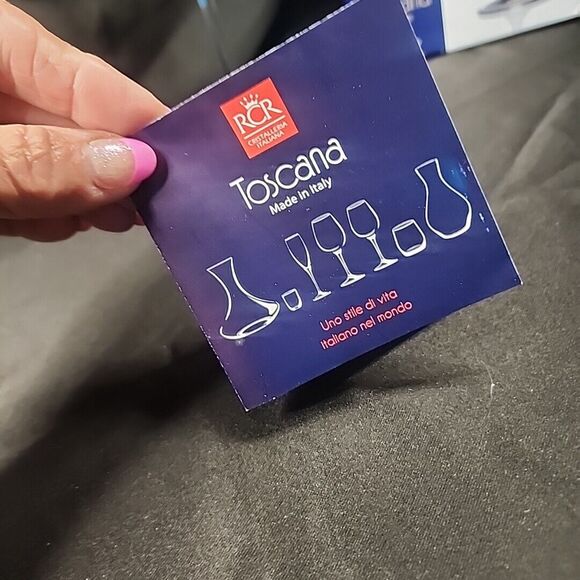 RCR
CRISTALLERIA
ITALIANA
Toscana
Made in Italy
Uno stile di vita
italiano nel mondo